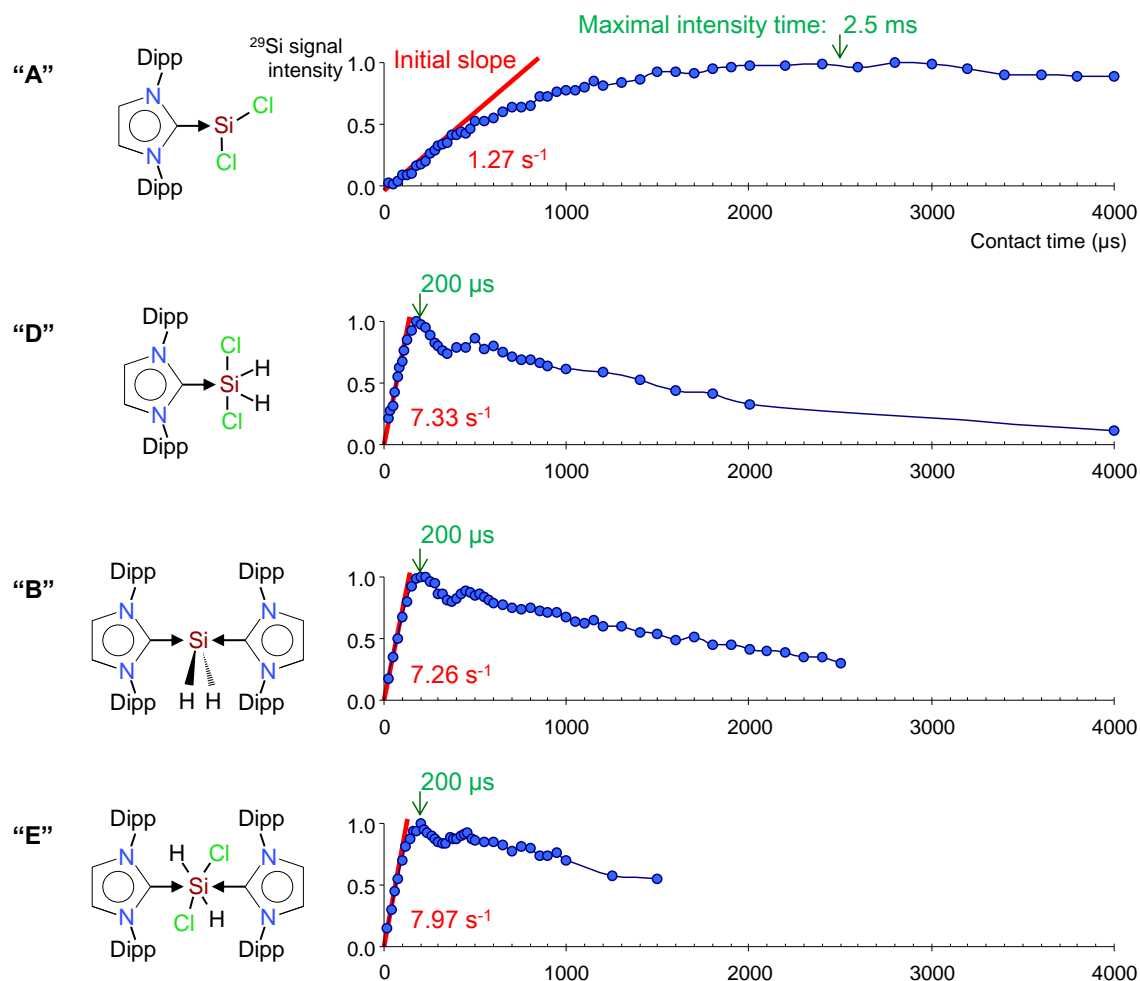 Maximal intensity time: 2.5 ms
"A"
Dipp
N
N
Dipp
Si
Cl
Cl
²⁹Si signal
intensity
Initial slope
1.27 s⁻¹
1.0
0.5
0.0
0 1000 2000 3000 4000
Contact time (µs)
"D"
Dipp
N
N
Dipp
Cl
Si
H
H
Cl
200 µs
7.33 s⁻¹
1.0
0.5
0.0
0 1000 2000 3000 4000
"B"
Dipp Dipp
N N
Si
N N
Dipp H H Dipp
200 µs
7.26 s⁻¹
1.0
0.5
0.0
0 1000 2000 3000 4000
"E"
Dipp Dipp
N H Cl N
Si
N Cl H N
Dipp Dipp
200 µs
7.97 s⁻¹
1.0
0.5
0.0
0 1000 2000 3000 4000